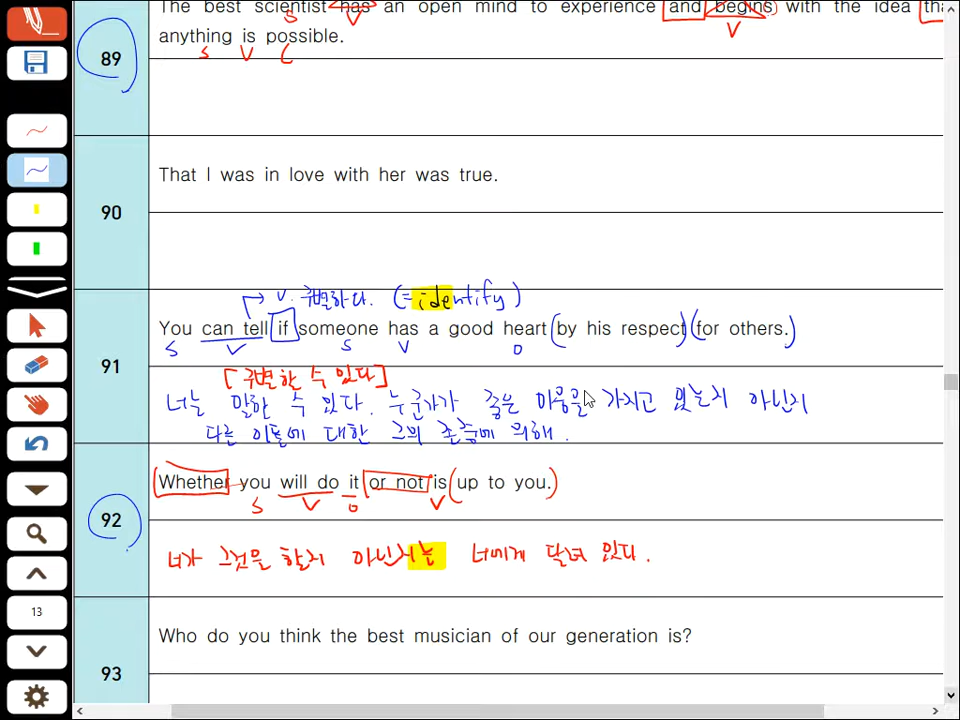 The best scientist has an open mind to experience and begins with the idea tha
S V V
anything is possible.
S V C
89
That I was in love with her was true.
90
v. 구별하다. (= identify)
You can tell if someone has a good heart (by his respect) (for others.)
S V S V O
91
[구별할 수 있다]
너는 말할 수 있다. 누군가가 좋은 마음을 가지고 있는지 아닌지
다른 이들에 대한 그의 존중에 의해.
Whether you will do it or not is (up to you.)
S V O V
92
너가 그것을 할지 아닌지는 너에게 달려 있다.
Who do you think the best musician of our generation is?
93
13